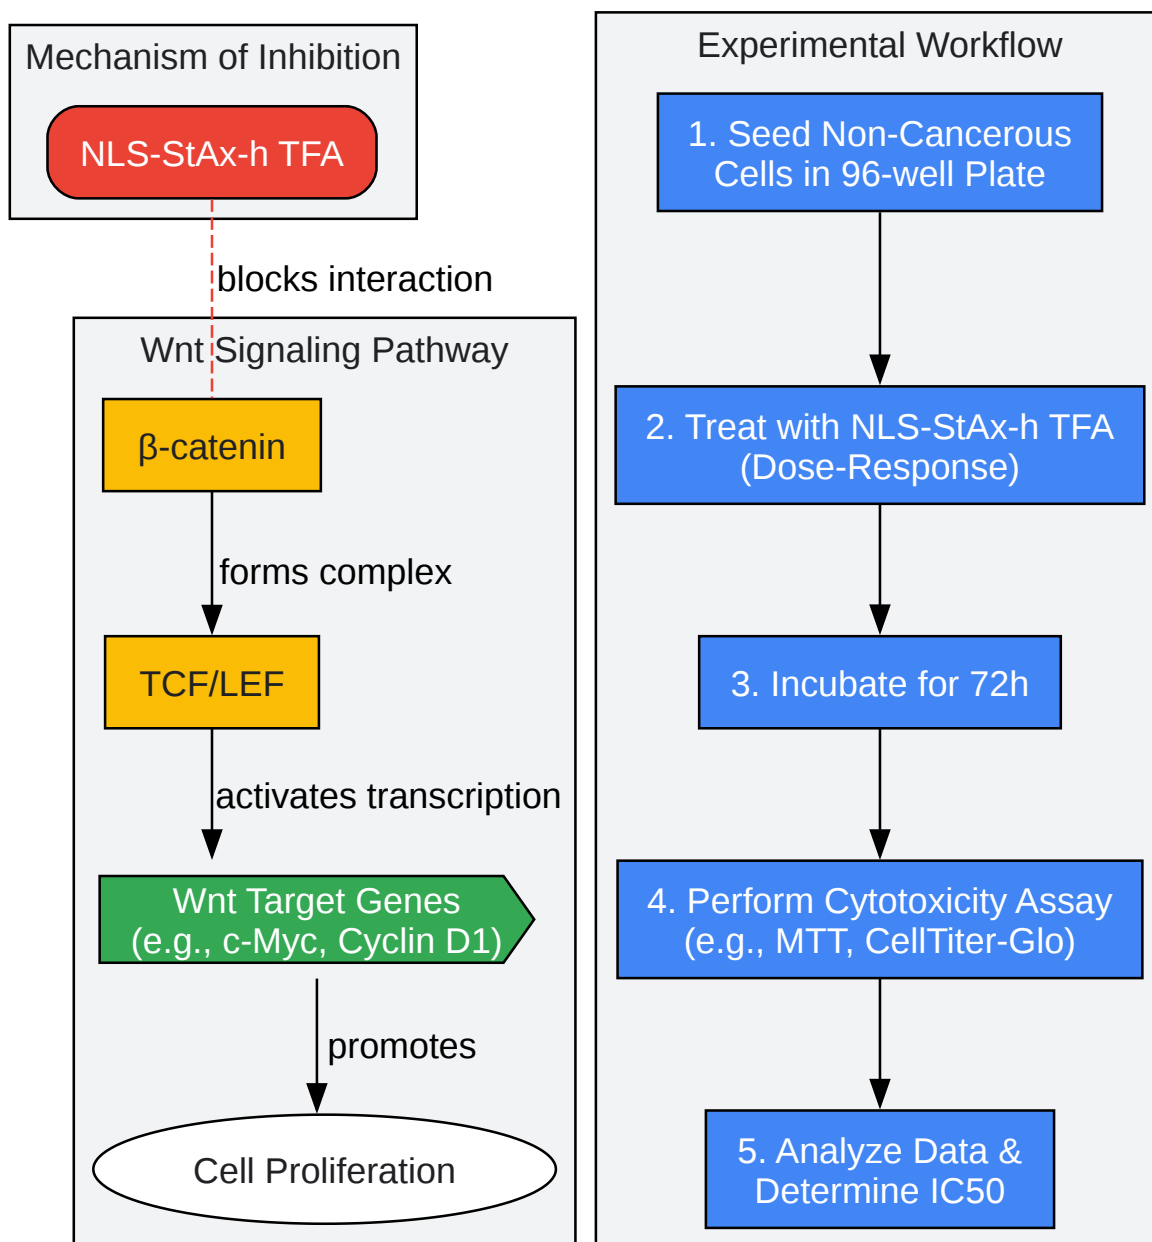 Mechanism of Inhibition
NLS-StAx-h TFA
blocks interaction
Wnt Signaling Pathway
β-catenin
forms complex
TCF/LEF
activates transcription
Wnt Target Genes
(e.g., c-Myc, Cyclin D1)
promotes
Cell Proliferation
Experimental Workflow
1. Seed Non-Cancerous
Cells in 96-well Plate
2. Treat with NLS-StAx-h TFA
(Dose-Response)
3. Incubate for 72h
4. Perform Cytotoxicity Assay
(e.g., MTT, CellTiter-Glo)
5. Analyze Data &
Determine IC50